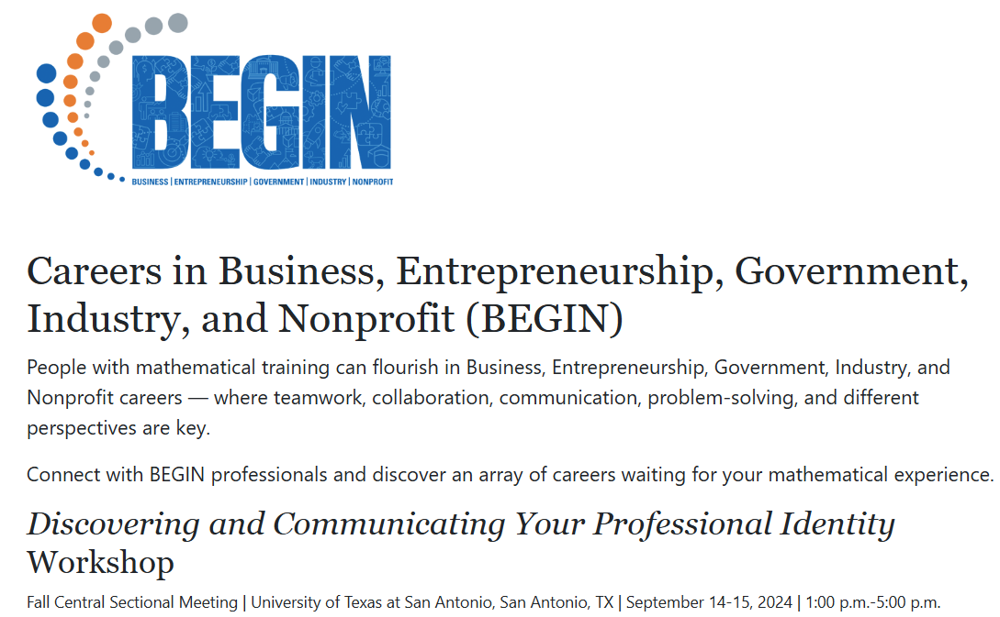 BEGIN
BUSINESS | ENTREPRENEURSHIP | GOVERNMENT | INDUSTRY | NONPROFIT
Careers in Business, Entrepreneurship, Government,
Industry, and Nonprofit (BEGIN)
People with mathematical training can flourish in Business, Entrepreneurship, Government, Industry, and
Nonprofit careers — where teamwork, collaboration, communication, problem-solving, and different
perspectives are key.
Connect with BEGIN professionals and discover an array of careers waiting for your mathematical experience.
Discovering and Communicating Your Professional Identity
Workshop
Fall Central Sectional Meeting | University of Texas at San Antonio, San Antonio, TX | September 14-15, 2024 | 1:00 p.m.-5:00 p.m.